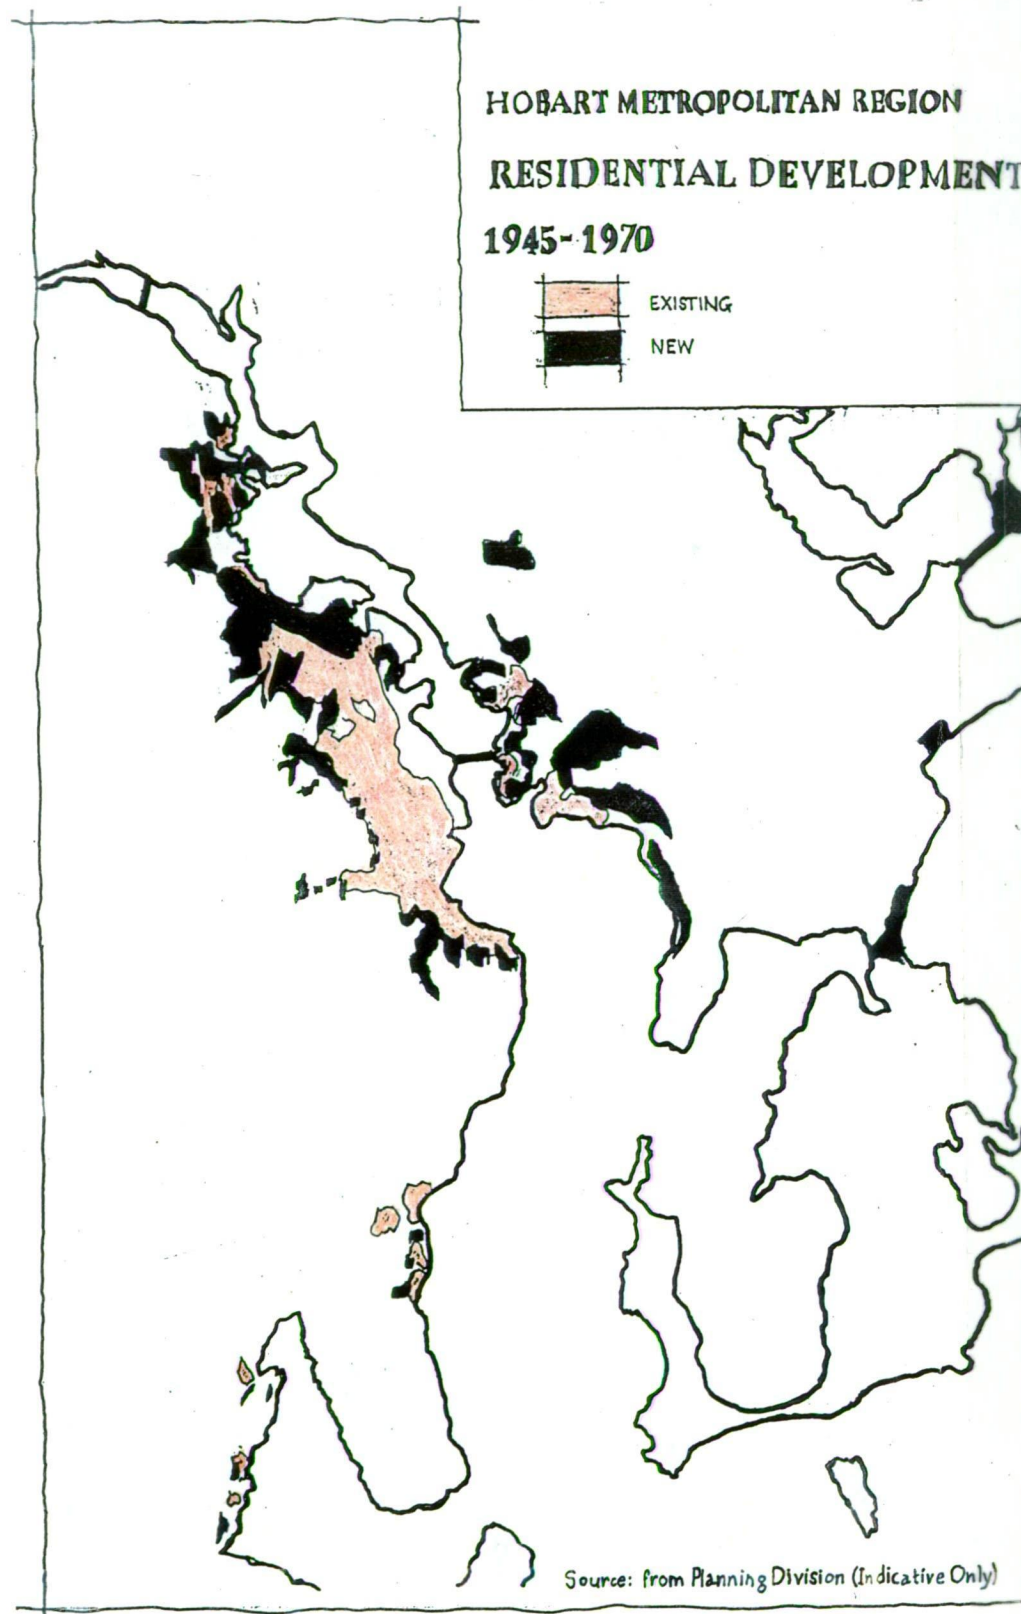 HOBART METROPOLITAN REGION
RESIDENTIAL DEVELOPMENT
1945-1970
EXISTING
NEW
Source: from Planning Division (Indicative Only)